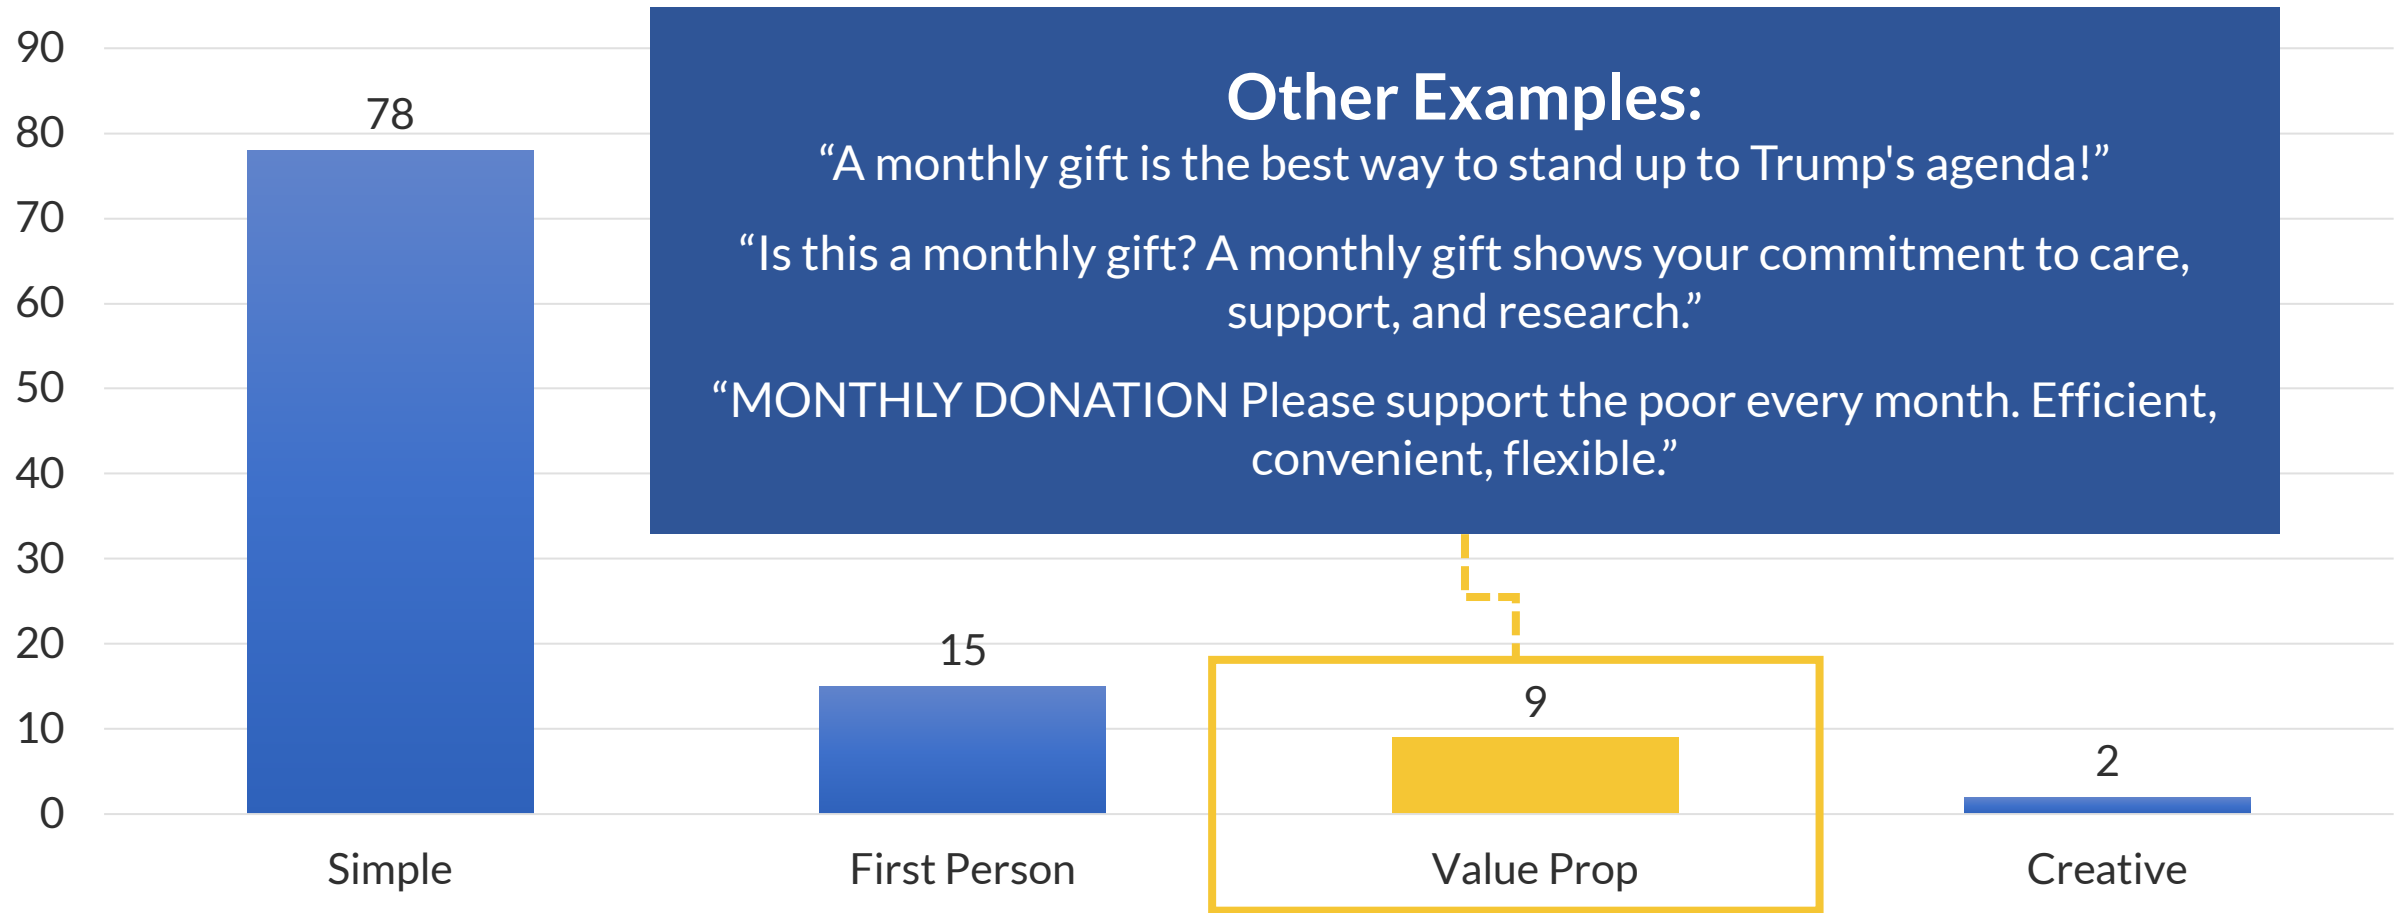 90
80
70
60
50
40
30
20
10
0
78
15
9
2
Other Examples:
“A monthly gift is the best way to stand up to Trump's agenda!”
“Is this a monthly gift? A monthly gift shows your commitment to care,
support, and research.”
“MONTHLY DONATION Please support the poor every month. Efficient,
convenient, flexible.”
Simple
First Person
Value Prop
Creative